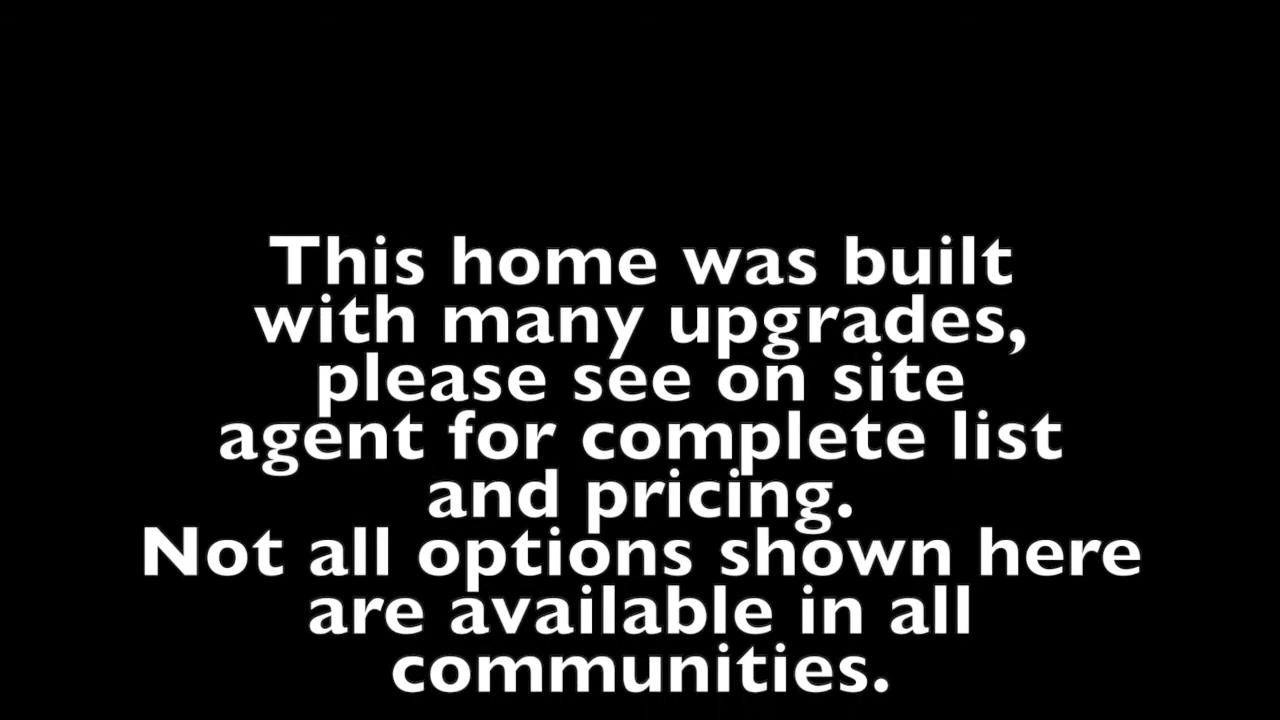 This home was built
with many upgrades,
please see on site
agent for complete list
and pricing.
Not all options shown here
are available in all
communities.